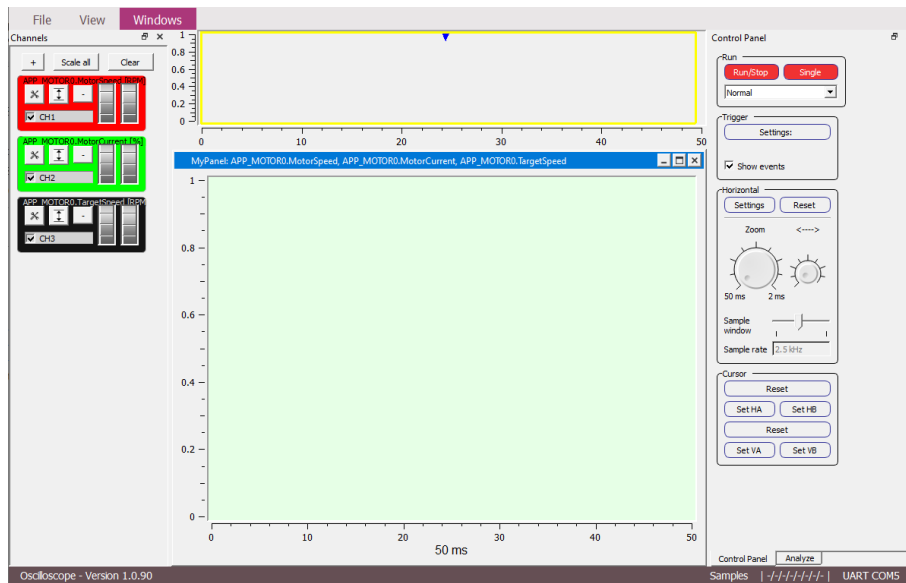 File View Windows
Channels
+ Scale all Clear
APP_MOTOR0.MotorSpeed [RPM]
-
CH1
APP_MOTOR0.MotorCurrent [%]
-
CH2
APP_MOTOR0.TargetSpeed [RPM
-
CH3
1
0.8
0.6
0.4
0.2
0
0 10 20 30 40 50
MyPanel: APP_MOTOR0.MotorSpeed, APP_MOTOR0.MotorCurrent, APP_MOTOR0.TargetSpeed
1
0.8
0.6
0.4
0.2
0
0 10 20 30 40 50
50 ms
Control Panel
Run
Run/Stop Single
Normal
Trigger
Settings:
Show events
Horizontal
Settings Reset
Zoom <---->
50 ms 2 ms
Sample
window
Sample rate 2.5 kHz
Cursor
Reset
Set HA Set HB
Reset
Set VA Set VB
Control Panel Analyze
Oscilloscope - Version 1.0.90
Samples |-/-/-/-/-/-/-| UART COM5